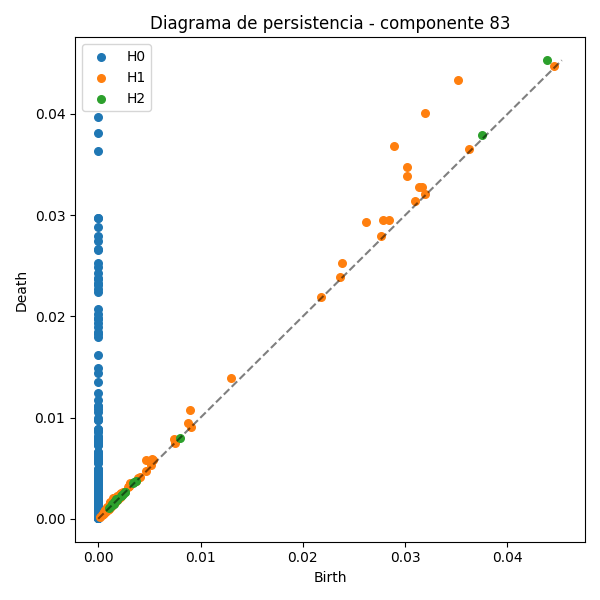 Diagrama de persistencia - componente 83
H0
H1
H2
0.04
0.03
0.02
0.01
0.00
Death
0.00 0.01 0.02 0.03 0.04
Birth